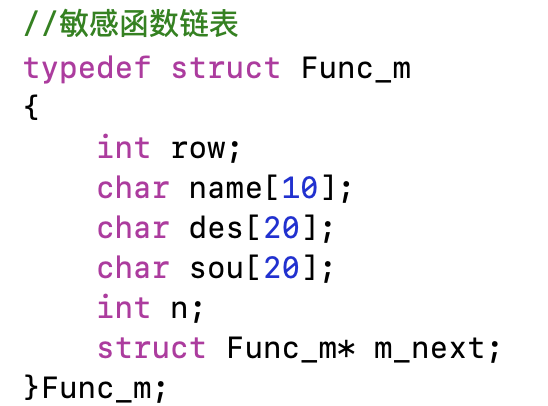 //敏感函数链表
typedef struct Func_m
{
    int row;
    char name[10];
    char des[20];
    char sou[20];
    int n;
    struct Func_m* m_next;
}Func_m;